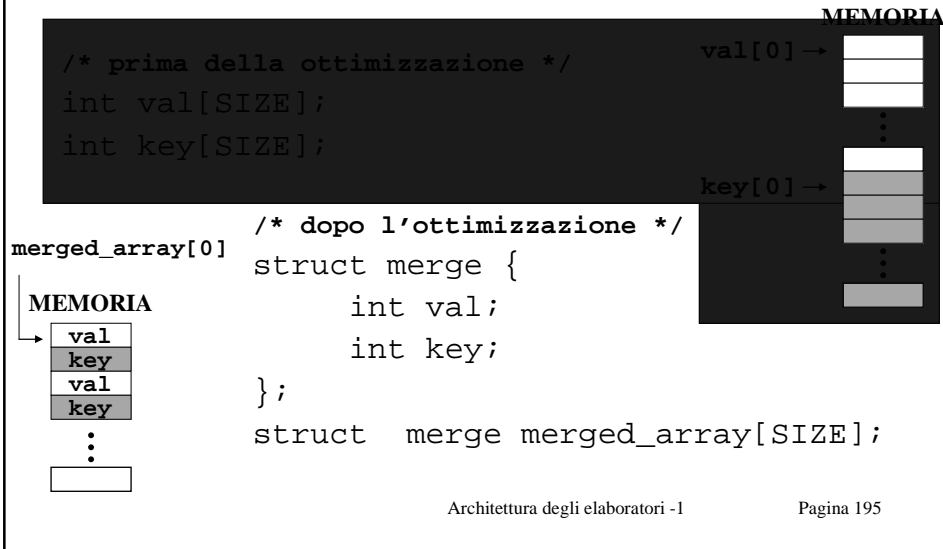 MEMORIA
val[0]
/* prima della ottimizzazione */
int val[SIZE];
int key[SIZE];
key[0]
/* dopo l’ottimizzazione */
merged_array[0]
struct merge {
int val;
int key;
};
struct merge merged_array[SIZE];
MEMORIA
val
key
val
key
Architettura degli elaboratori -1 Pagina 195